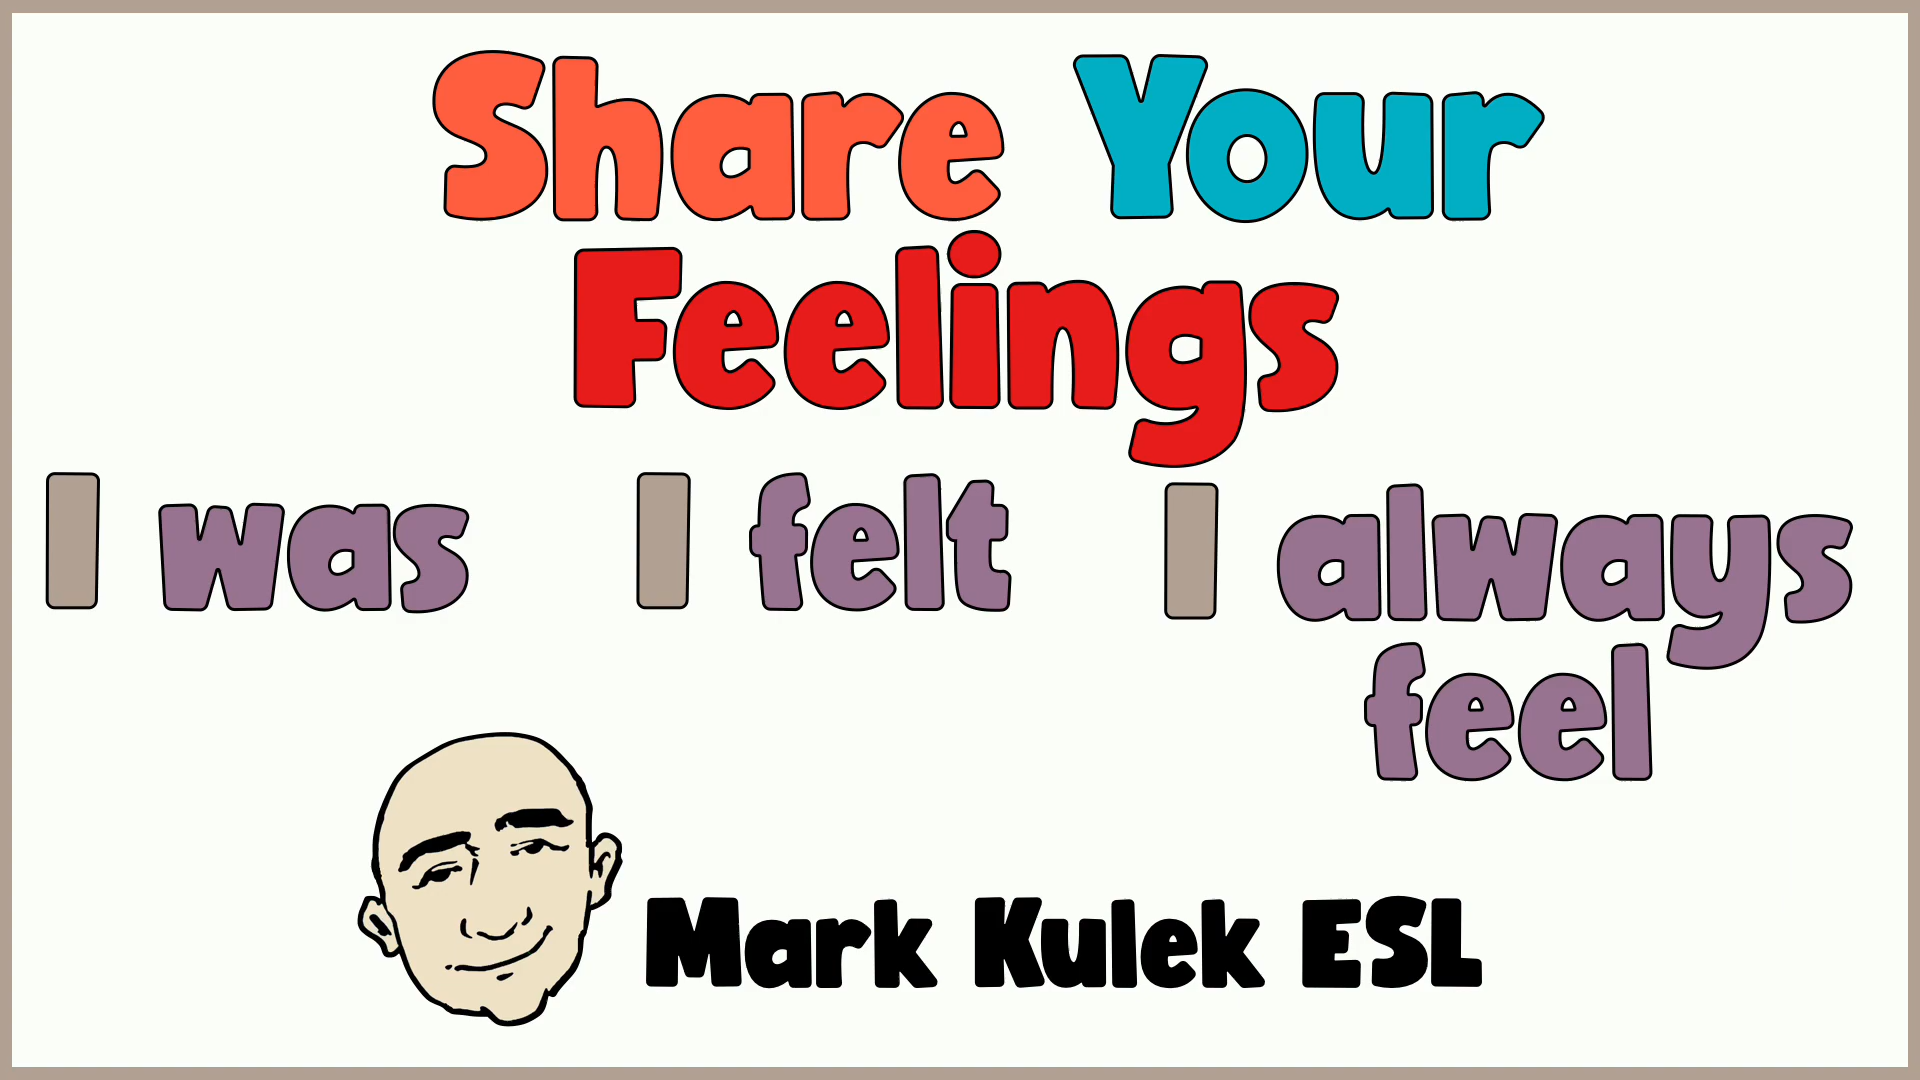 Share Your
Feelings
I was
I felt
I always
feel
Mark Kulek ESL